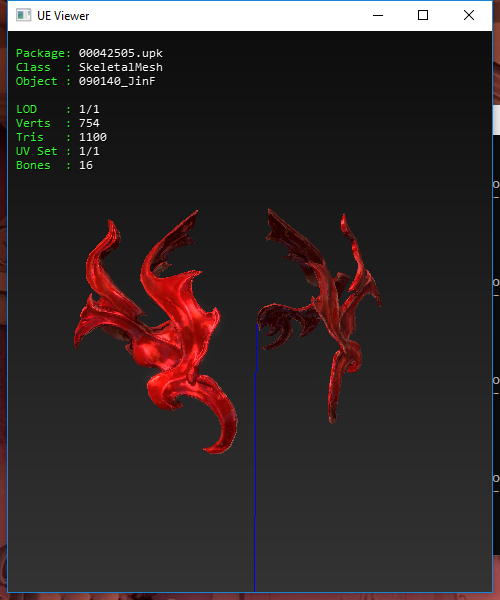 UE Viewer
Package: 00042505.upk
Class  : SkeletalMesh
Object : 090140_JinF
LOD    : 1/1
Verts  : 754
Tris   : 1100
UV Set : 1/1
Bones  : 16